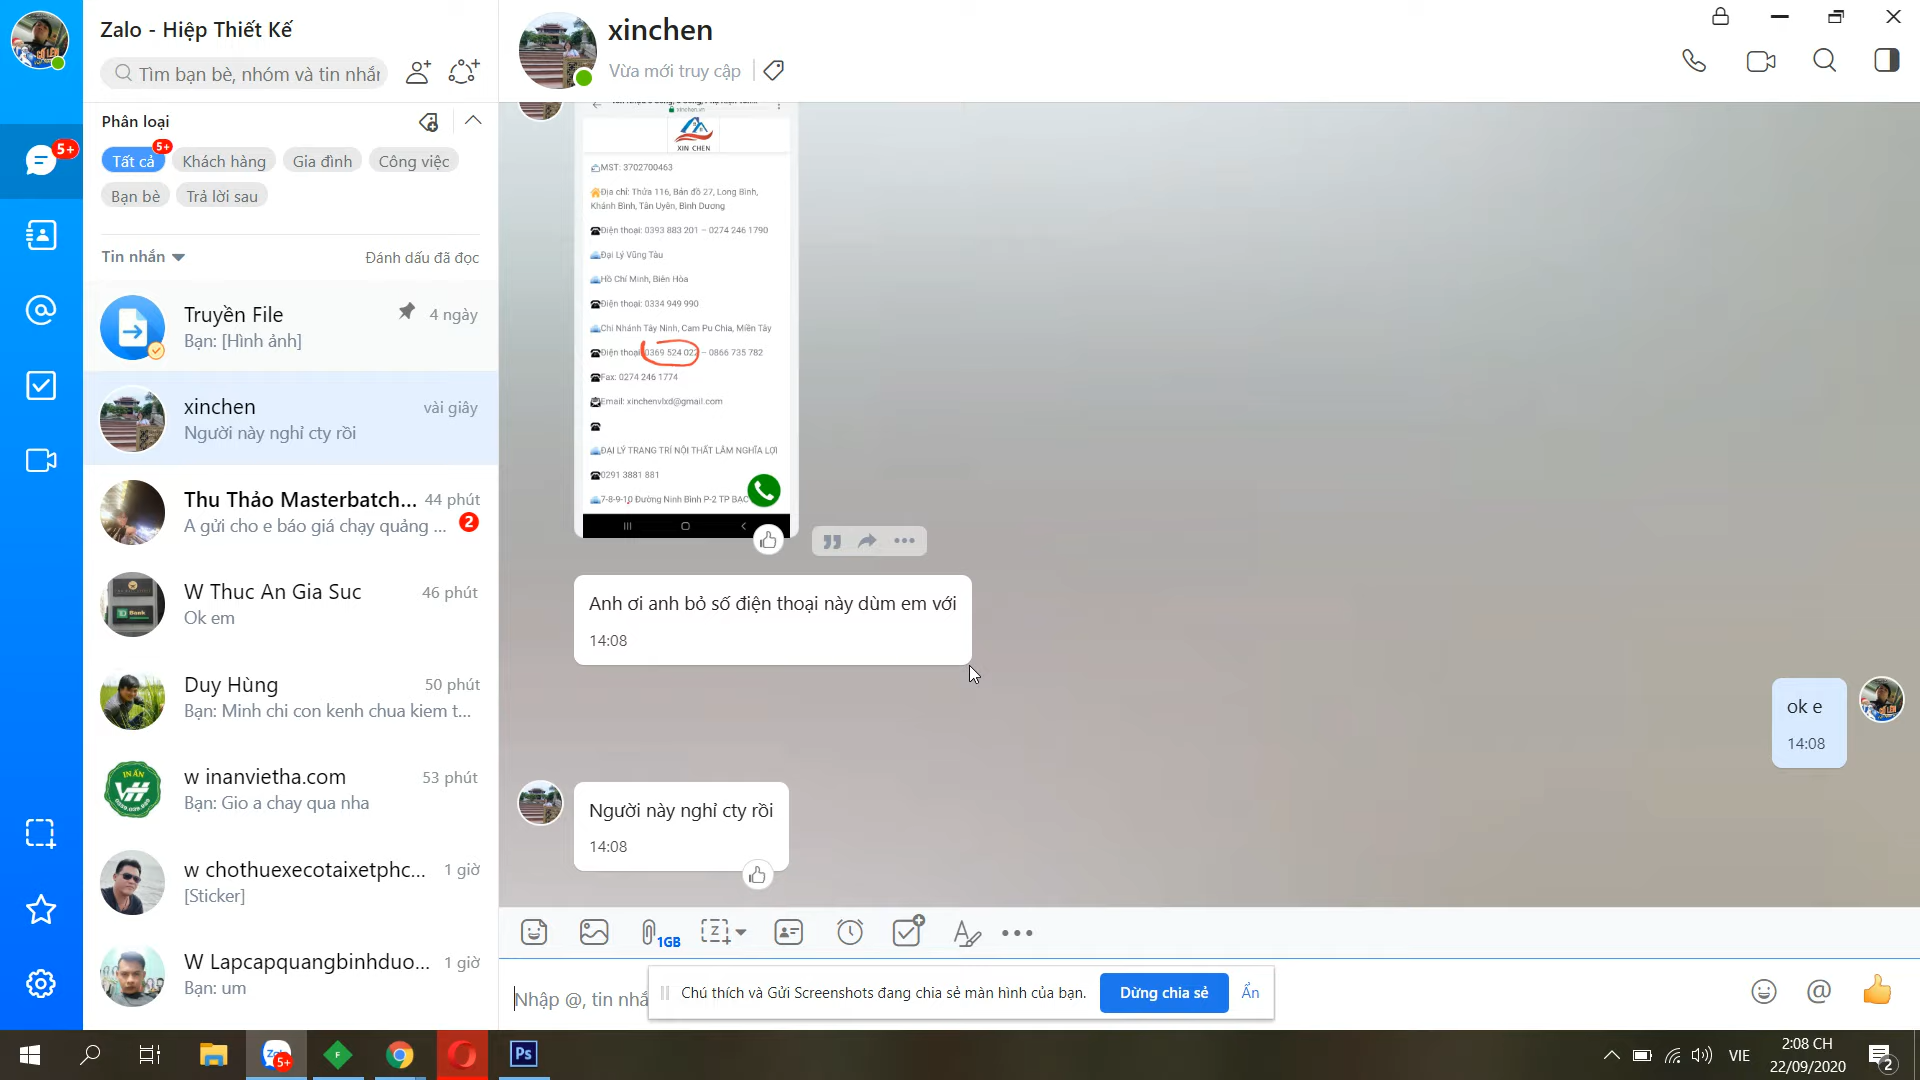 Zalo - Hiệp Thiết Kế
Tìm bạn bè, nhóm và tin nhắn
Phân loại
5+
Tất cả
5+
Khách hàng
Gia đình
Công việc
Bạn bè
Trả lời sau
Tin nhắn
Đánh dấu đã đọc
Truyền File
4 ngày
Bạn: [Hình ảnh]
xinchen
vài giây
Người này nghỉ cty rồi
Thu Thảo Masterbatch...
44 phút
A gửi cho e báo giá chạy quảng ...
2
W Thuc An Gia Suc
46 phút
Ok em
Duy Hùng
50 phút
Bạn: Minh chi con kenh chua kiem t...
w inanvietha.com
53 phút
Bạn: Gio a chay qua nha
w chothuexecotaixetphc...
1 giờ
[Sticker]
W Lapcapquangbinhduo...
1 giờ
Bạn: um
xinchen
Vừa mới truy cập
xinchen.vn
XIN CHEN
MST: 3702700463
Địa chỉ: Thửa 116, Bản đồ 27, Long Bình,
Khánh Bình, Tân Uyên, Bình Dương
Điện thoại: 0393 883 201 – 0274 246 1790
Đại Lý Vũng Tàu
Hồ Chí Minh, Biên Hòa
Điện thoại: 0334 949 990
Chi Nhánh Tây Ninh, Cam Pu Chia, Miền Tây
Điện thoại: 0369 524 022 – 0866 735 782
Fax: 0274 246 1774
Email: xinchenvlxd@gmail.com
ĐẠI LÝ TRANG TRÍ NỘI THẤT LÂM NGHĨA LỢI
0291 3881 881
7-8-9-10 Đường Ninh Bình P-2 TP BẠC
Anh ơi anh bỏ số điện thoại này dùm em với
14:08
ok e
14:08
Người này nghỉ cty rồi
14:08
1GB
Nhập @, tin nhắ
Chú thích và Gửi Screenshots đang chia sẻ màn hình của bạn.
Dừng chia sẻ
Ẩn
5+
Ps
VIE
2:08 CH
22/09/2020
2